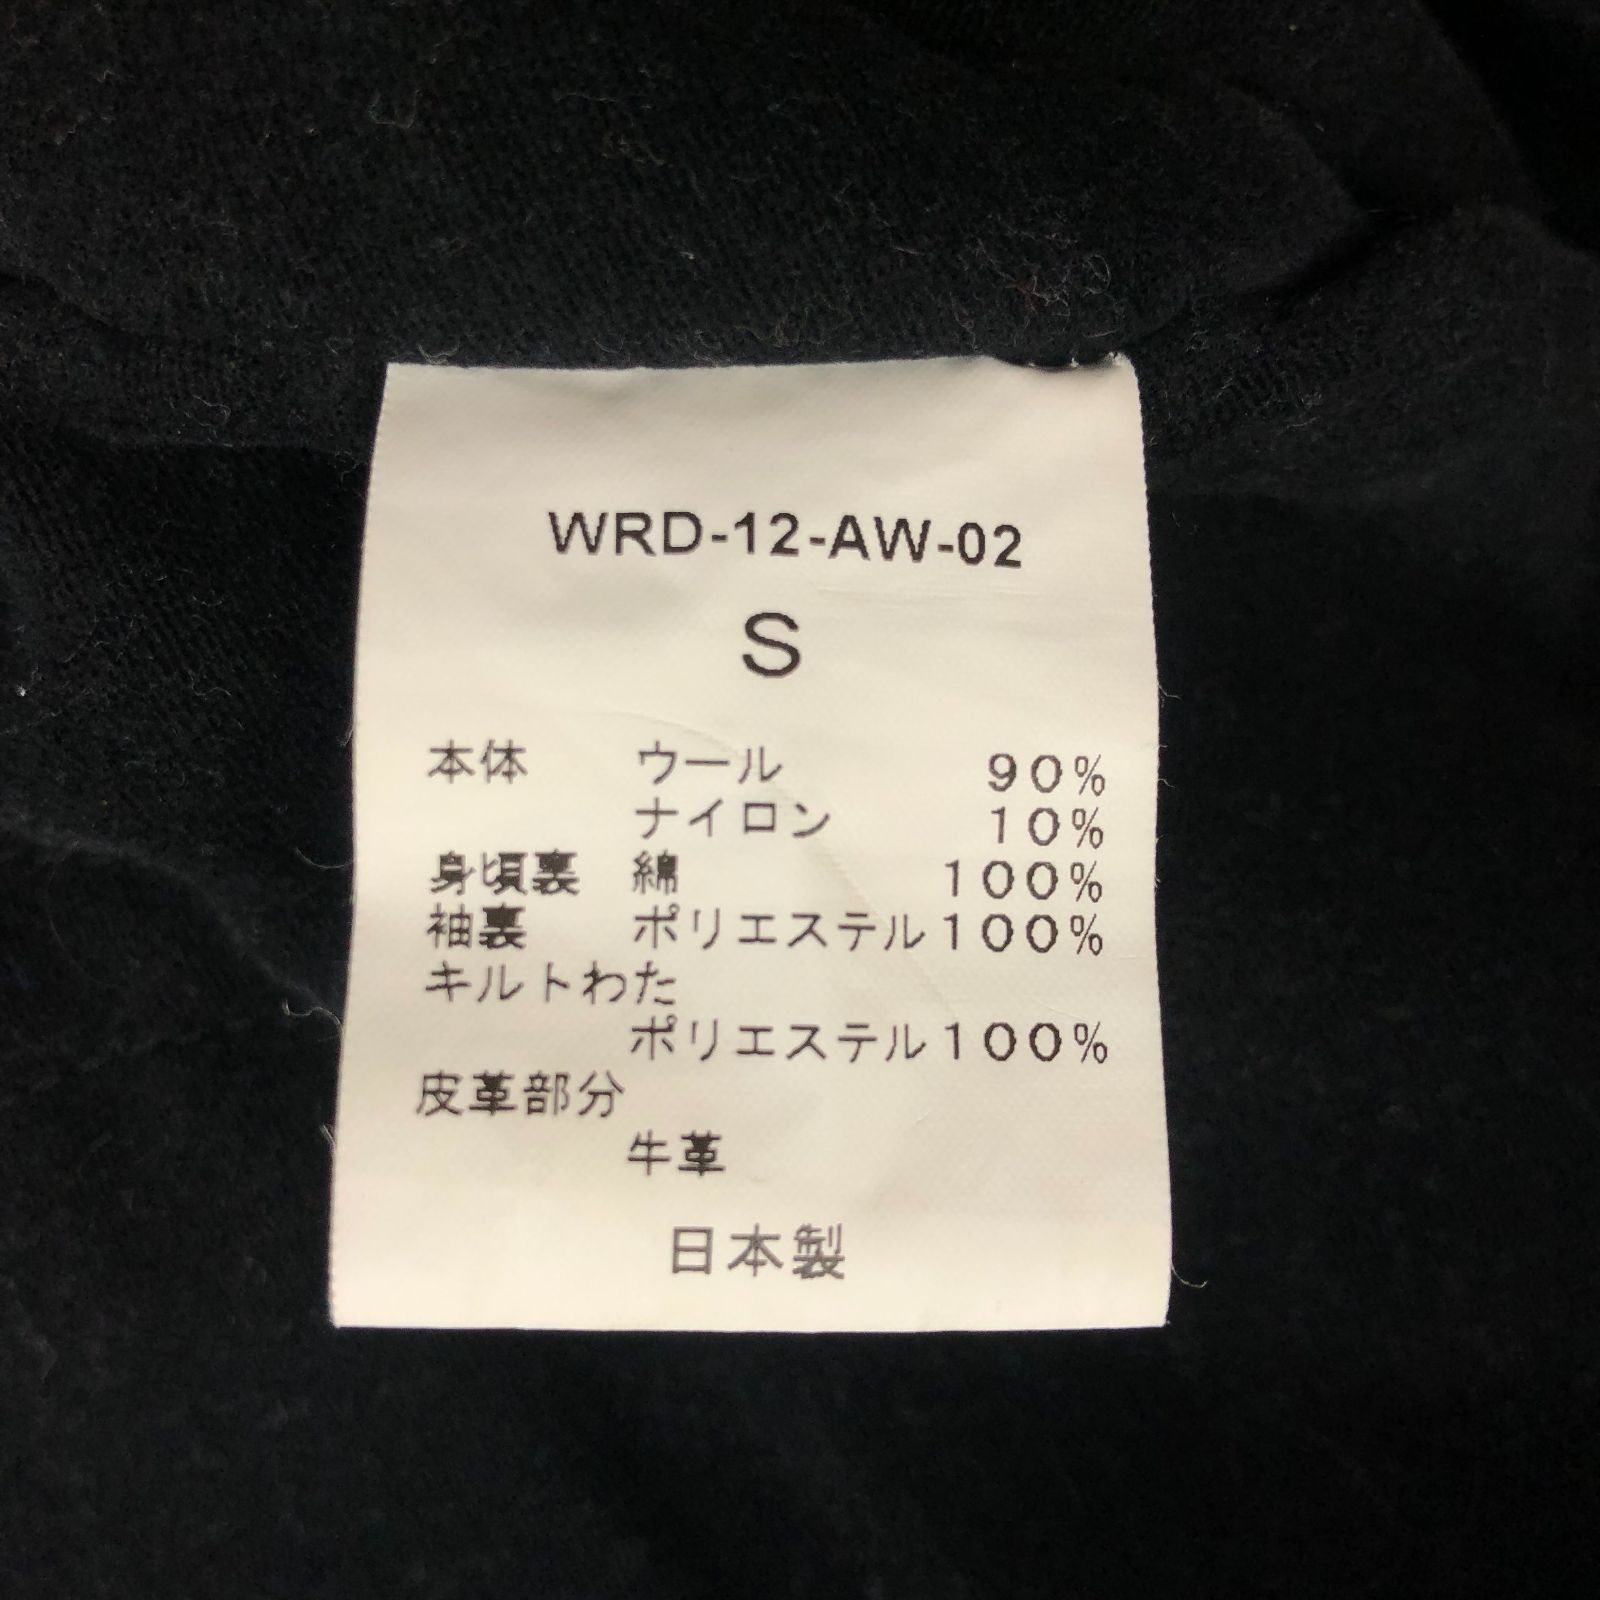 WRD-12-AW-02
S
本体 ウール 90%
ナイロン 10%
身頃裏 綿 100%
袖裏 ポリエステル100%
キルトわた
ポリエステル100%
皮革部分
牛革
日本製